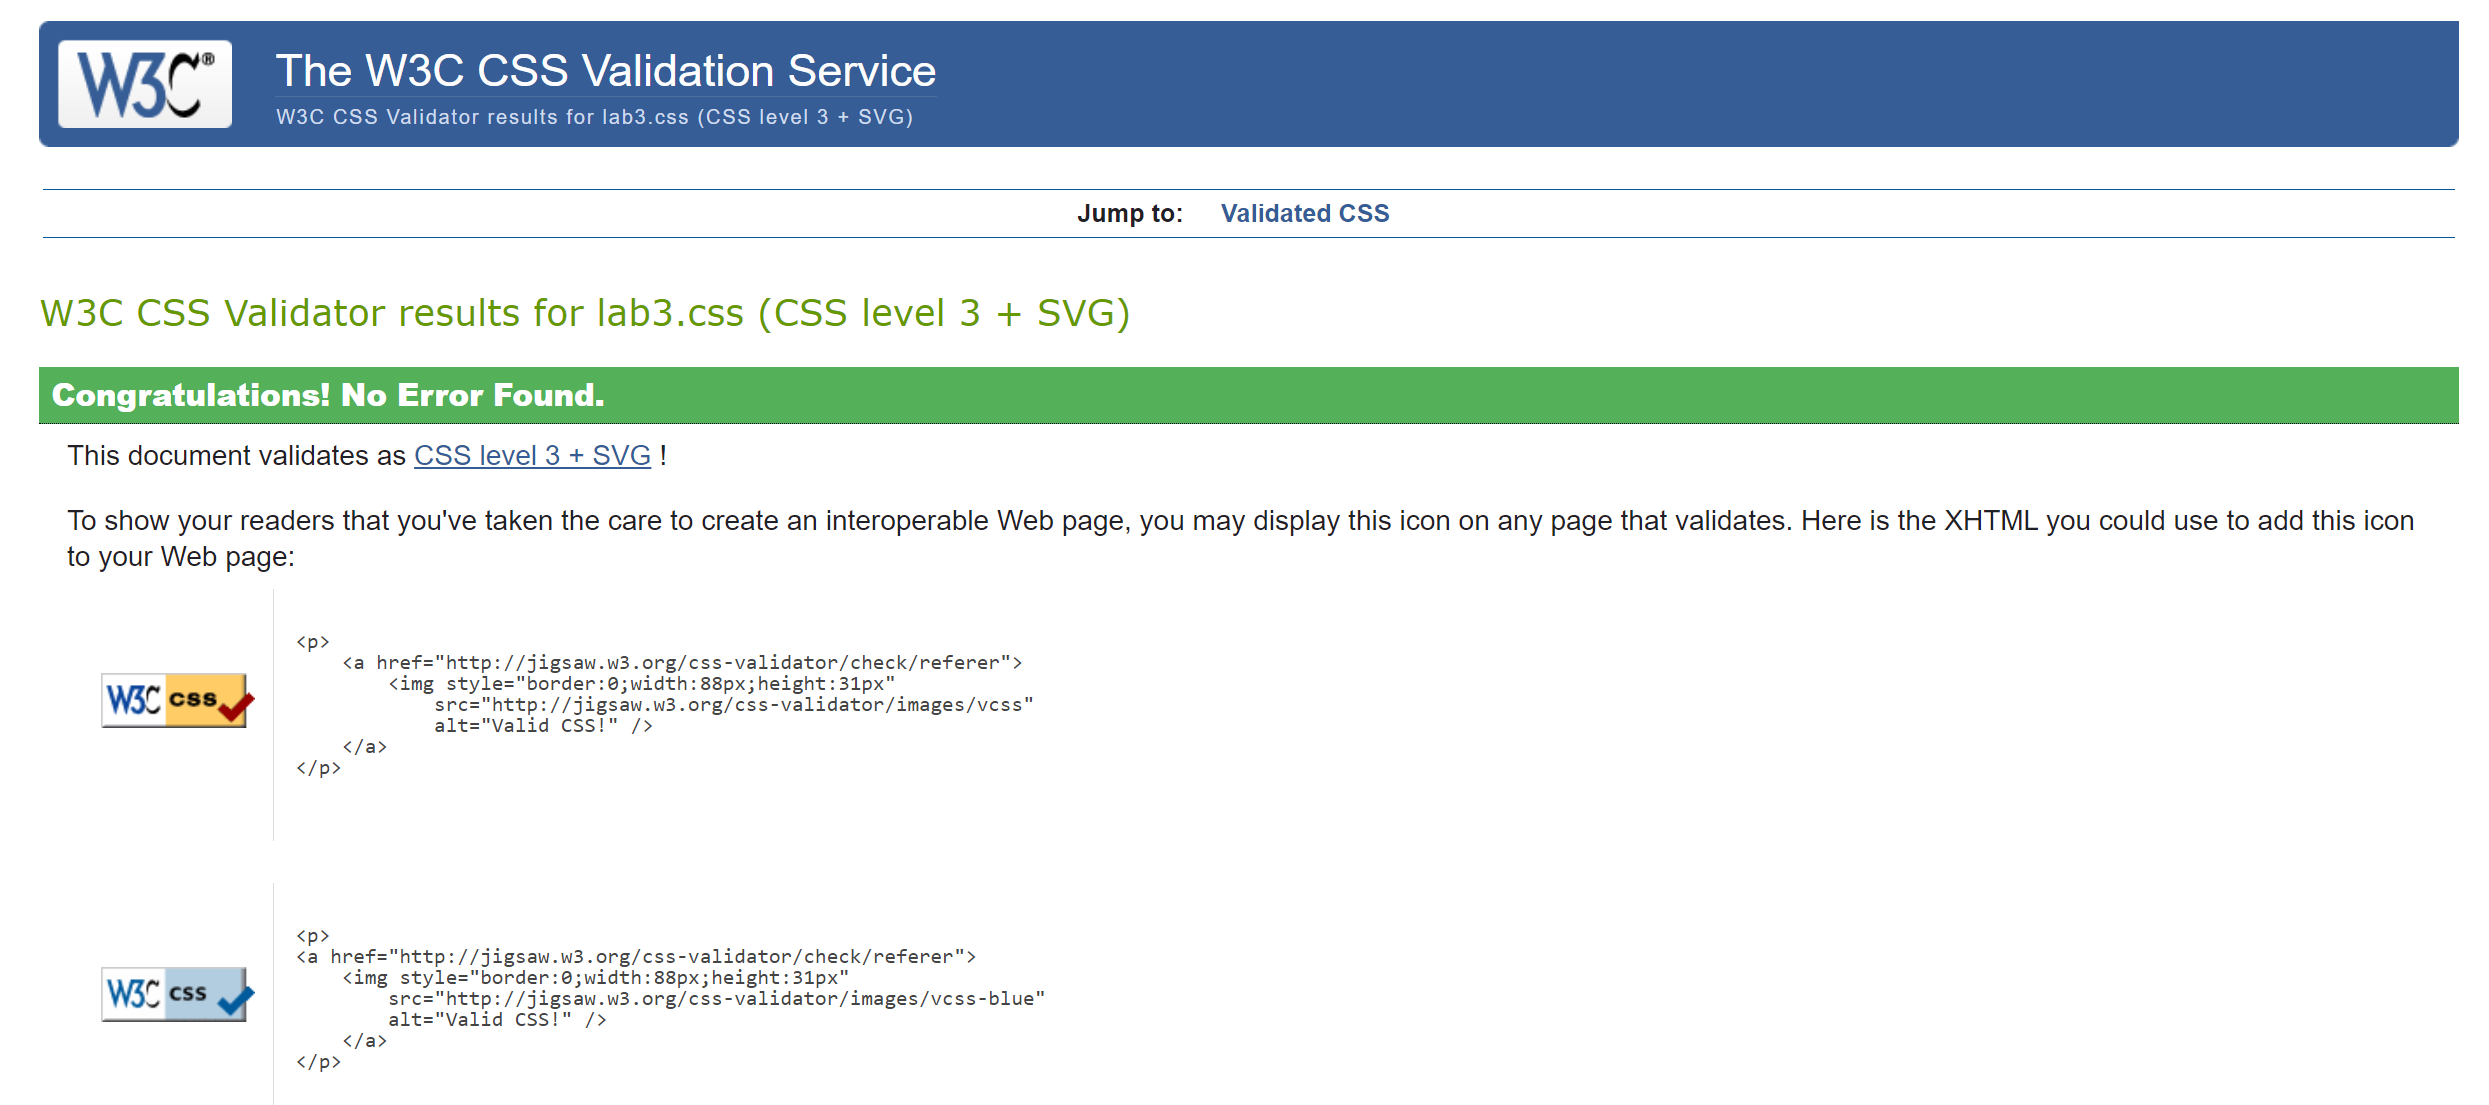 W3C®
The W3C CSS Validation Service
W3C CSS Validator results for lab3.css (CSS level 3 + SVG)
Jump to: Validated CSS
W3C CSS Validator results for lab3.css (CSS level 3 + SVG)
Congratulations! No Error Found.
This document validates as CSS level 3 + SVG !
To show your readers that you've taken the care to create an interoperable Web page, you may display this icon on any page that validates. Here is the XHTML you could use to add this icon
to your Web page:
W3C css
<p>
    <a href="http://jigsaw.w3.org/css-validator/check/referer">
        <img style="border:0;width:88px;height:31px"
            src="http://jigsaw.w3.org/css-validator/images/vcss"
            alt="Valid CSS!" />
    </a>
</p>
W3C css
<p>
<a href="http://jigsaw.w3.org/css-validator/check/referer">
    <img style="border:0;width:88px;height:31px"
        src="http://jigsaw.w3.org/css-validator/images/vcss-blue"
        alt="Valid CSS!" />
    </a>
</p>